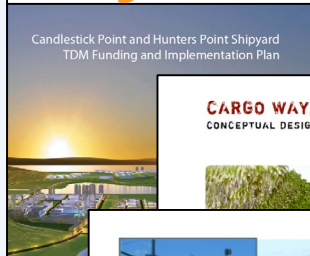 Candlestick Point and Hunters Point Shipyard
TDM Funding and Implementation Plan
CARGO WAY
CONCEPTUAL DESIG